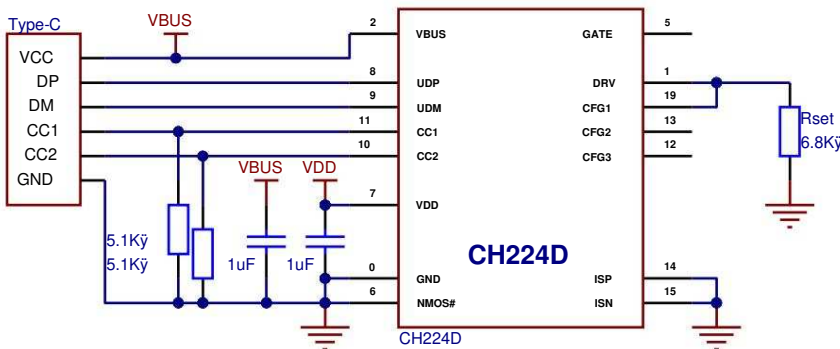 Type-C
VBUS
VCC
DP
DM
CC1
CC2
GND
5.1Kÿ
5.1Kÿ
VBUS
1uF
VDD
1uF
2
8
9
11
10
7
0
6
VBUS
UDP
UDM
CC1
CC2
VDD
GND
NMOS#
CH224D
GATE
DRV
CFG1
CFG2
CFG3
ISP
ISN
5
1
19
13
12
14
15
CH224D
Rset
6.8Kÿ